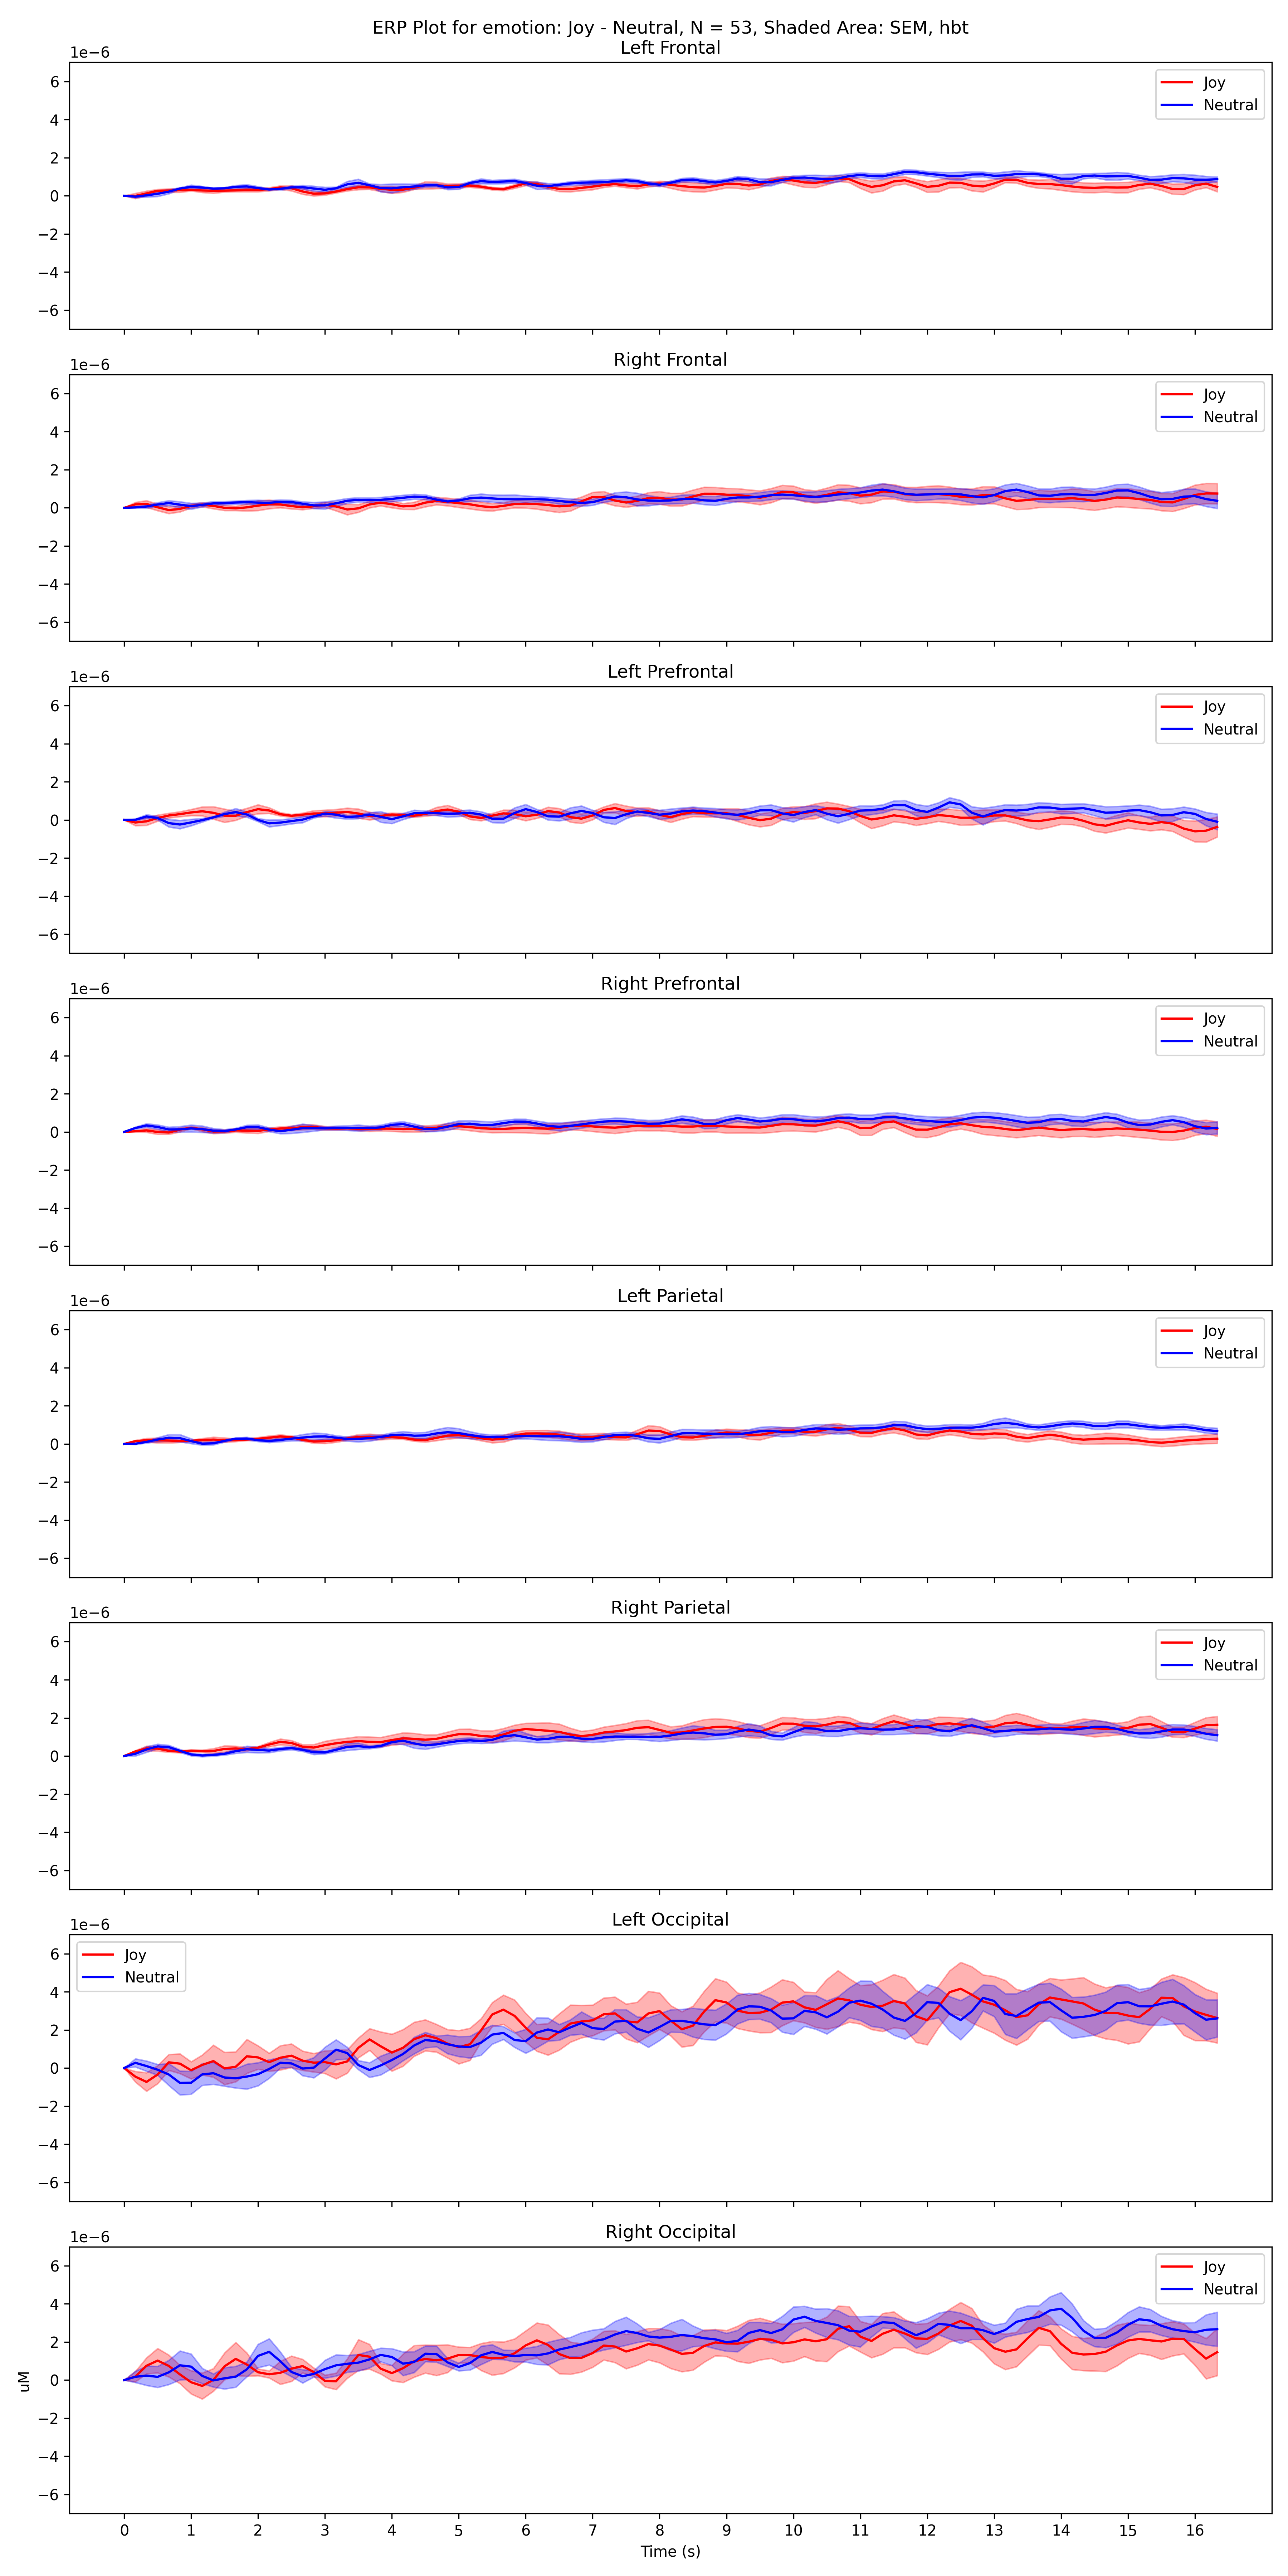 ERP Plot for emotion: Joy - Neutral, N = 53, Shaded Area: SEM, hbt
Left Frontal
1e−6
6
4
2
0
−2
−4
−6
Joy
Neutral
Right Frontal
1e−6
6
4
2
0
−2
−4
−6
Joy
Neutral
Left Prefrontal
1e−6
6
4
2
0
−2
−4
−6
Joy
Neutral
Right Prefrontal
1e−6
6
4
2
0
−2
−4
−6
Joy
Neutral
Left Parietal
1e−6
6
4
2
0
−2
−4
−6
Joy
Neutral
Right Parietal
1e−6
6
4
2
0
−2
−4
−6
Joy
Neutral
Left Occipital
1e−6
6
4
2
0
−2
−4
−6
Joy
Neutral
Right Occipital
1e−6
6
4
2
0
−2
−4
−6
Joy
Neutral
uM
0 1 2 3 4 5 6 7 8 9 10 11 12 13 14 15 16
Time (s)